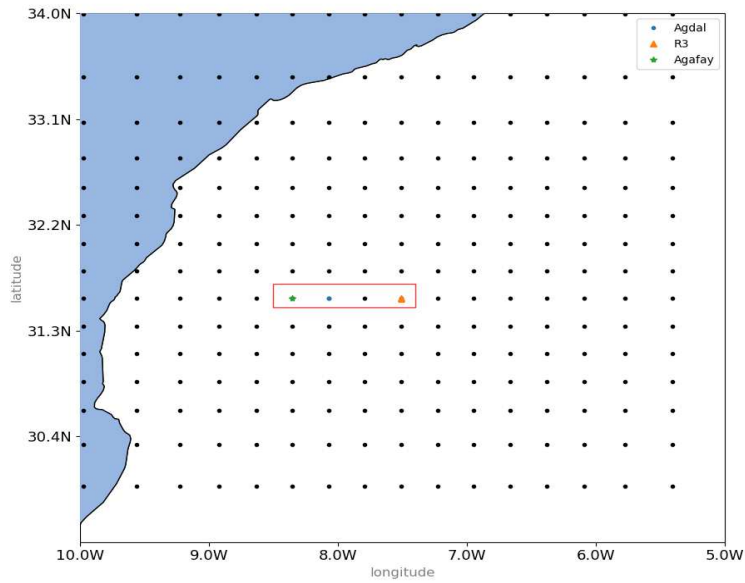 34.0N
33.1N
32.2N
31.3N
30.4N
latitude
10.0W 9.0W 8.0W 7.0W 6.0W 5.0W
longitude
Agdal
R3
Agafay